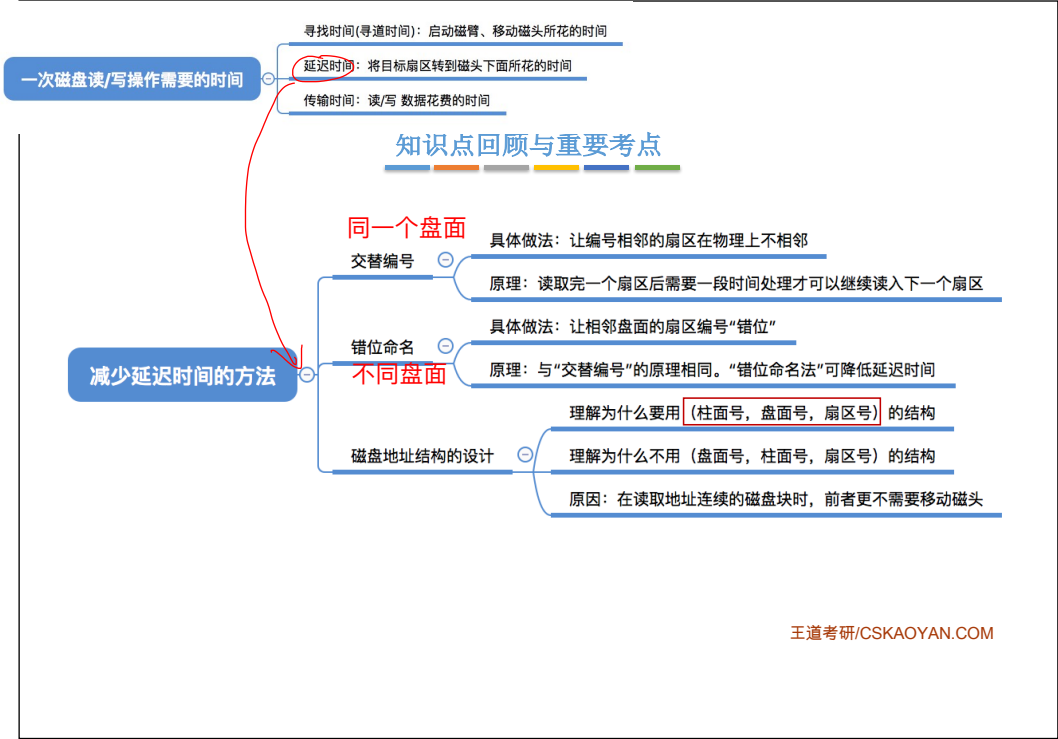 寻找时间(寻道时间)：启动磁臂、移动磁头所花的时间
一次磁盘读/写操作需要的时间
延迟时间：将目标扇区转到磁头下面所花的时间
传输时间：读/写 数据花费的时间
知识点回顾与重要考点
同一个盘面
交替编号
具体做法：让编号相邻的扇区在物理上不相邻
原理：读取完一个扇区后需要一段时间处理才可以继续读入下一个扇区
减少延迟时间的方法
错位命名
不同盘面
具体做法：让相邻盘面的扇区编号“错位”
原理：与“交替编号”的原理相同。“错位命名法”可降低延迟时间
磁盘地址结构的设计
理解为什么要用（柱面号，盘面号，扇区号）的结构
理解为什么不用（盘面号，柱面号，扇区号）的结构
原因：在读取地址连续的磁盘块时，前者更不需要移动磁头
王道考研/CSKAOYAN.COM